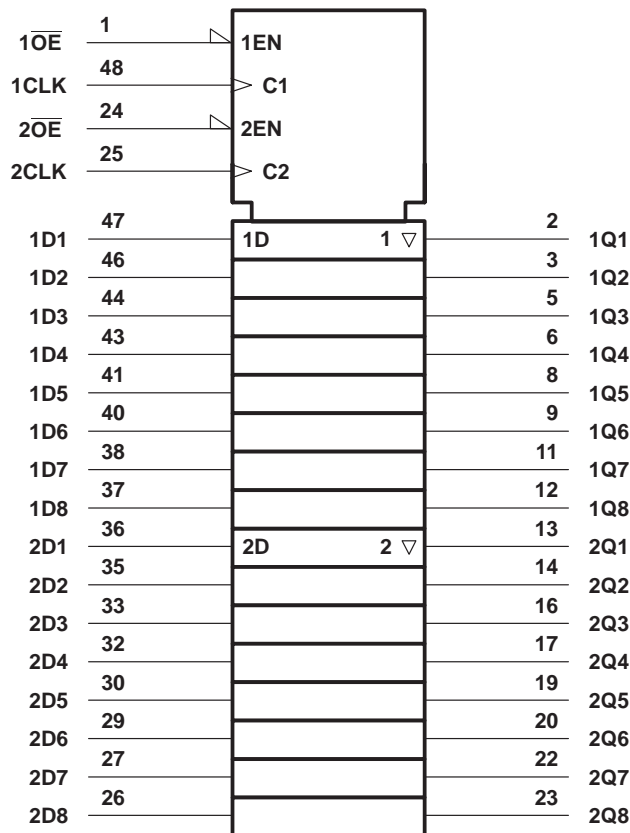 1O̅E̅ 1 1EN
1CLK 48 C1
2O̅E̅ 24 2EN
2CLK 25 C2
1D1 47 1D 1 ▽ 2 1Q1
1D2 46 3 1Q2
1D3 44 5 1Q3
1D4 43 6 1Q4
1D5 41 8 1Q5
1D6 40 9 1Q6
1D7 38 11 1Q7
1D8 37 12 1Q8
2D1 36 2D 2 ▽ 13 2Q1
2D2 35 14 2Q2
2D3 33 16 2Q3
2D4 32 17 2Q4
2D5 30 19 2Q5
2D6 29 20 2Q6
2D7 27 22 2Q7
2D8 26 23 2Q8